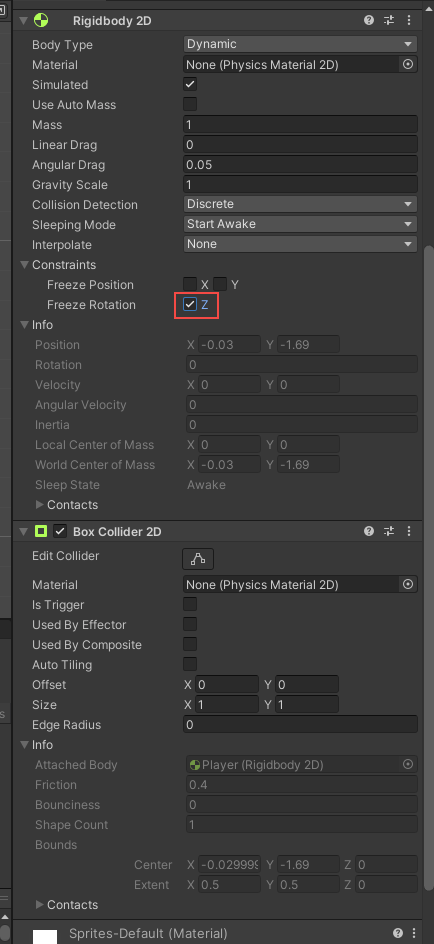 Rigidbody 2D
Body Type Dynamic
Material None (Physics Material 2D)
Simulated
Use Auto Mass
Mass 1
Linear Drag 0
Angular Drag 0.05
Gravity Scale 1
Collision Detection Discrete
Sleeping Mode Start Awake
Interpolate None
Constraints
Freeze Position X Y
Freeze Rotation Z
Info
Position X -0.03 Y -1.69
Rotation 0
Velocity X 0 Y 0
Angular Velocity 0
Inertia 0
Local Center of Mass X 0 Y 0
World Center of Mass X -0.03 Y -1.69
Sleep State Awake
Contacts
Box Collider 2D
Edit Collider
Material None (Physics Material 2D)
Is Trigger
Used By Effector
Used By Composite
Auto Tiling
Offset X 0 Y 0
Size X 1 Y 1
Edge Radius 0
Info
Attached Body Player (Rigidbody 2D)
Friction 0.4
Bounciness 0
Shape Count 1
Bounds
Center X -0.029999 Y -1.69 Z 0
Extent X 0.5 Y 0.5 Z 0
Contacts
Sprites-Default (Material)